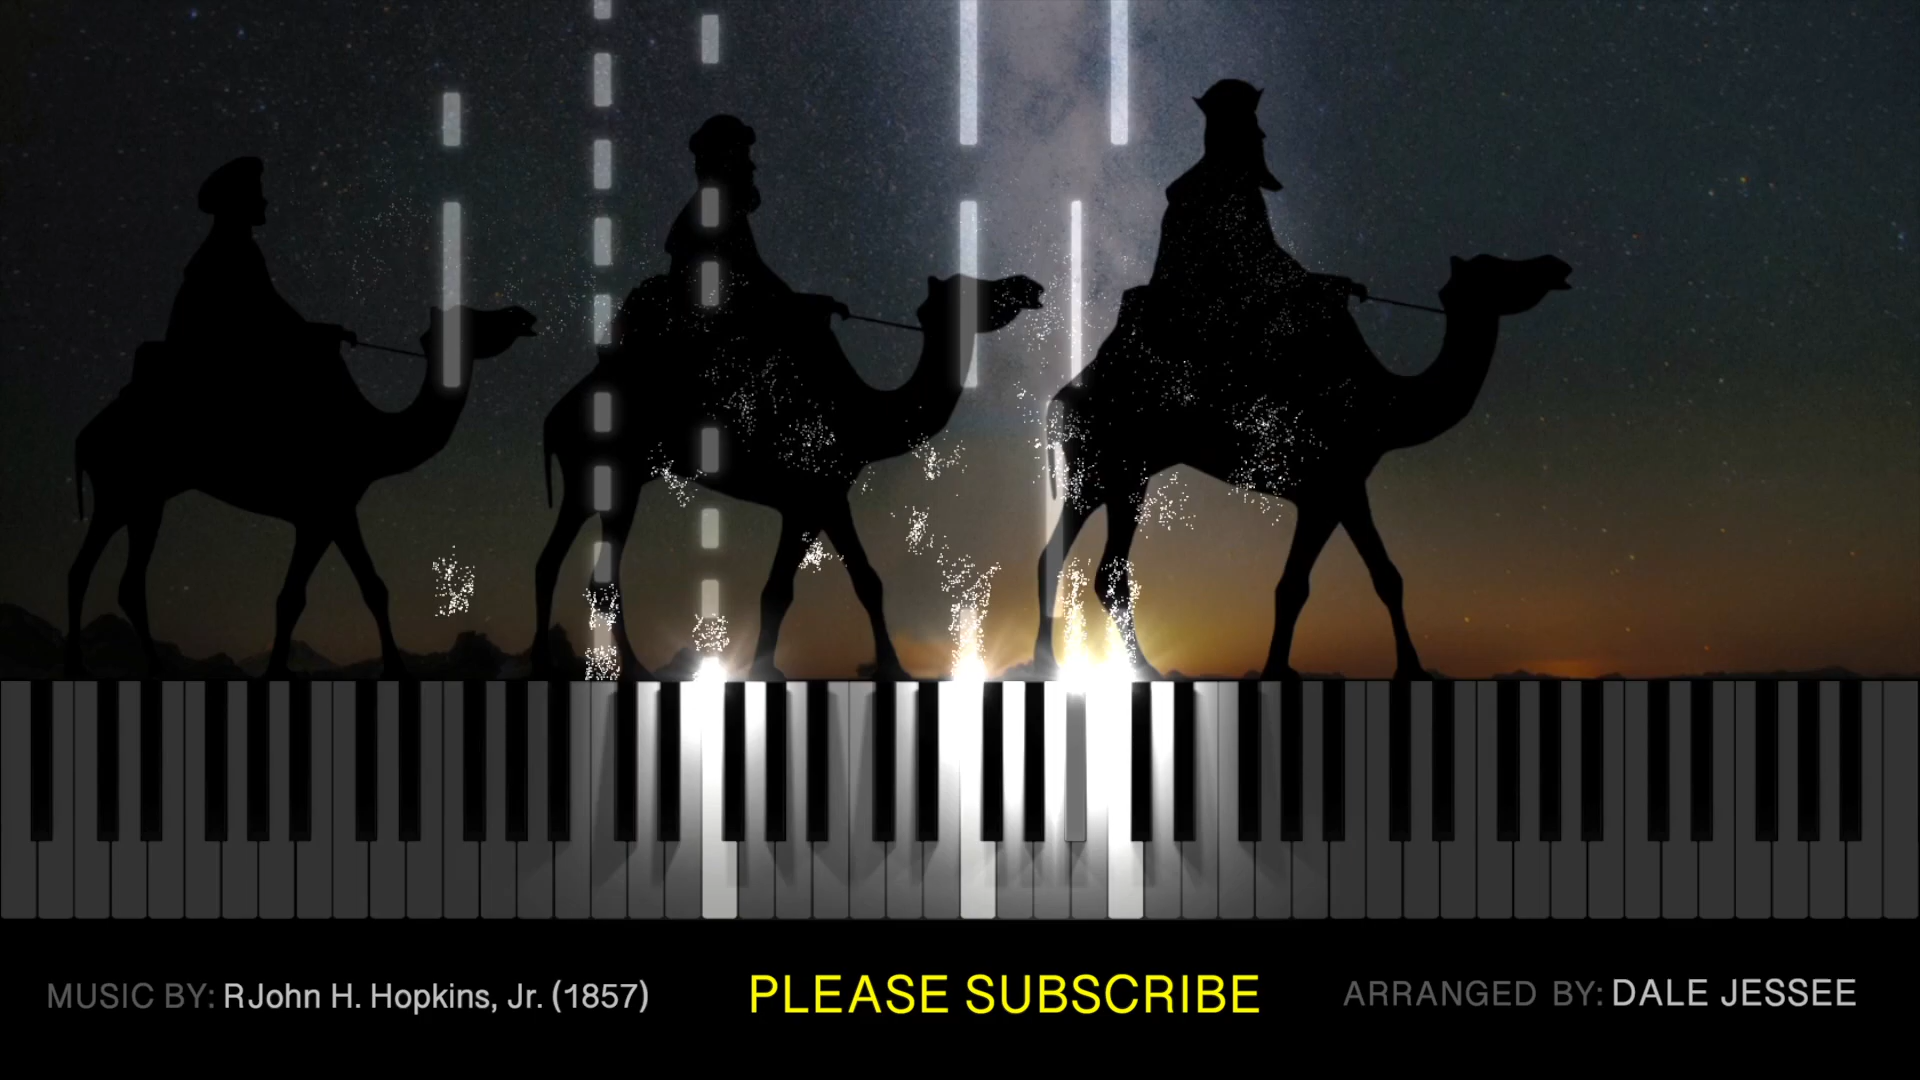 MUSIC BY: RJohn H. Hopkins, Jr. (1857)
PLEASE SUBSCRIBE
ARRANGED BY: DALE JESSEE